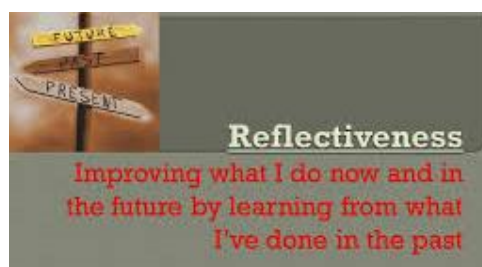 FUTURE
PAST
PRESENT
Reflectiveness
Improving what I do now and in
the future by learning from what
I've done in the past